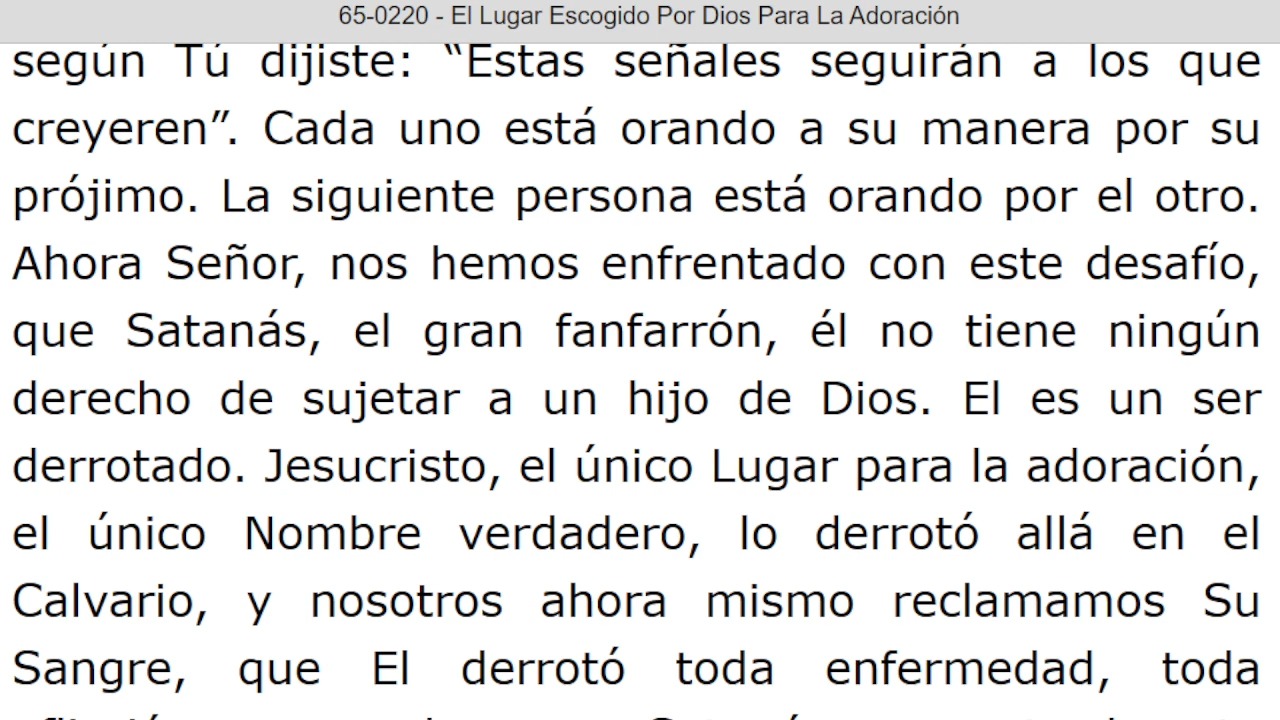 65-0220 - El Lugar Escogido Por Dios Para La Adoración
según Tú dijiste: “Estas señales seguirán a los que
creyeren”. Cada uno está orando a su manera por su
prójimo. La siguiente persona está orando por el otro.
Ahora Señor, nos hemos enfrentado con este desafío,
que Satanás, el gran fanfarrón, él no tiene ningún
derecho de sujetar a un hijo de Dios. El es un ser
derrotado. Jesucristo, el único Lugar para la adoración,
el único Nombre verdadero, lo derrotó allá en el
Calvario, y nosotros ahora mismo reclamamos Su
Sangre, que El derrotó toda enfermedad, toda